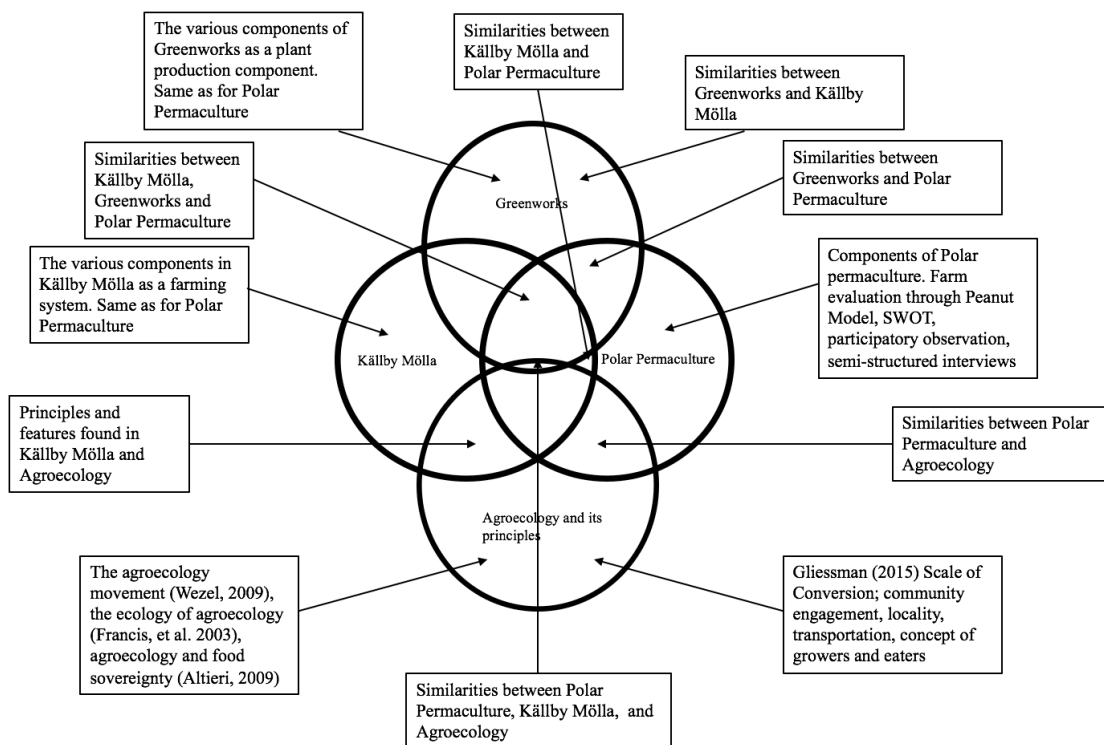 The various components of
Greenworks as a plant
production component.
Same as for Polar
Permaculture
Similarities between
Källby Mölla and
Polar Permaculture
Similarities between
Greenworks and Källby
Mölla
Similarities between
Källby Mölla,
Greenworks and
Polar Permaculture
Similarities between
Greenworks and Polar
Permaculture
Greenworks
The various components in
Källby Mölla as a farming
system. Same as for Polar
Permaculture
Components of Polar
permaculture. Farm
evaluation through Peanut
Model, SWOT,
participatory observation,
semi-structured interviews
Källby Mölla
Polar Permaculture
Principles and
features found in
Källby Mölla and
Agroecology
Similarities between Polar
Permaculture and
Agroecology
Agroecology and its
principles
The agroecology
movement (Wezel, 2009),
the ecology of agroecology
(Francis, et al. 2003),
agroecology and food
sovereignty (Altieri, 2009)
Gliessman (2015) Scale of
Conversion; community
engagement, locality,
transportation, concept of
growers and eaters
Similarities between Polar
Permaculture, Källby Mölla, and
Agroecology